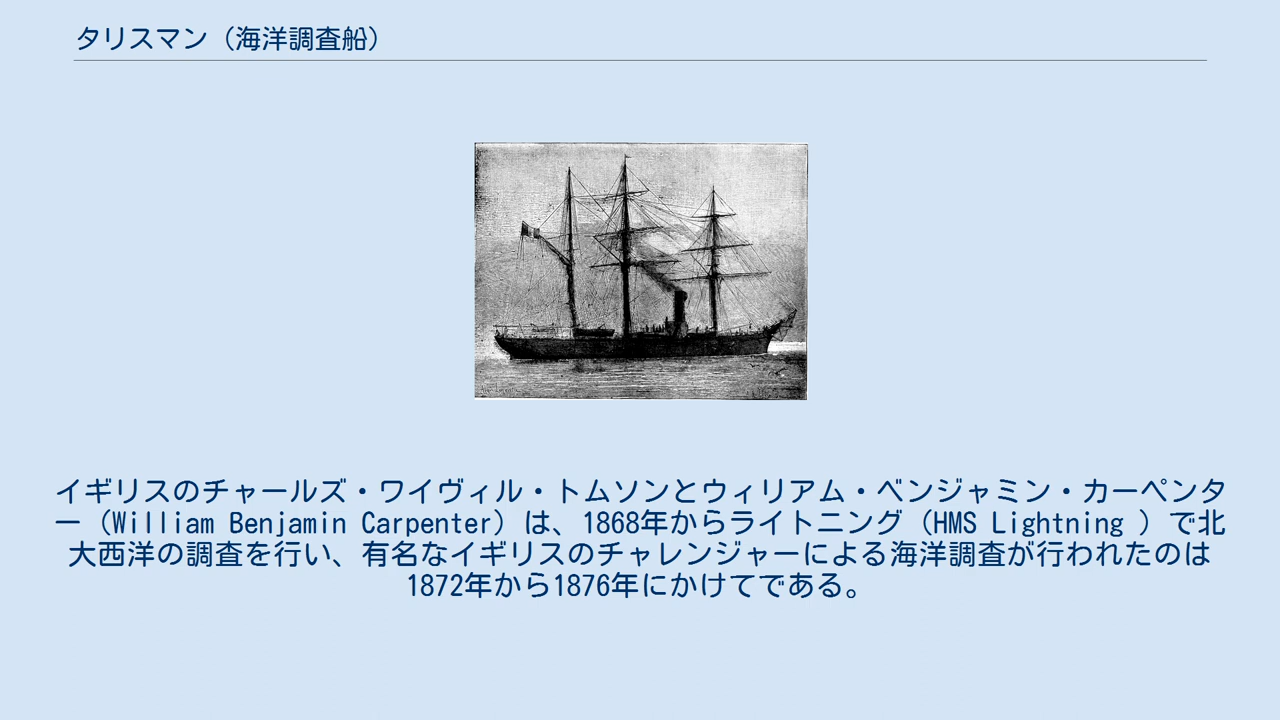 タリスマン（海洋調査船）
イギリスのチャールズ・ワイヴィル・トムソンとウィリアム・ベンジャミン・カーペンタ
ー（William Benjamin Carpenter）は、1868年からライトニング（HMS Lightning ）で北
大西洋の調査を行い、有名なイギリスのチャレンジャーによる海洋調査が行われたのは
1872年から1876年にかけてである。